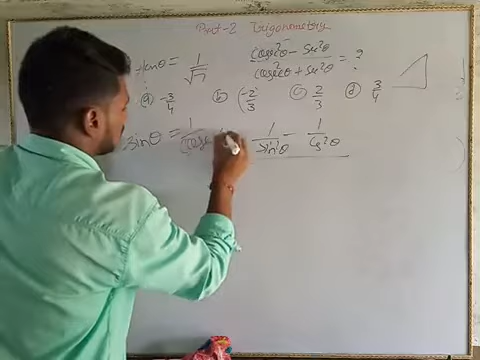 Part-2 Trigonometry
tanθ = 1/√7 cosec²θ - sec²θ / cosec²θ + sec²θ = ?
(a) -3/4 (b) (-2/3 (c) 2/3 (d) 3/4
sinθ = 1/cose 1/sin²θ - 1/cos²θ